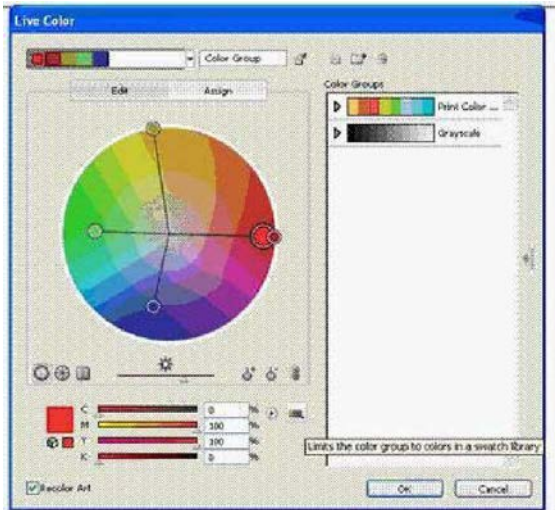 Live Color
Color Group
Edit
Assign
Color Groups
Print Color ...
Grayscale
C 0 %
M 100 %
Y 100 %
K 0 %
Limits the color group to colors in a swatch library
Recolor Art
OK
Cancel